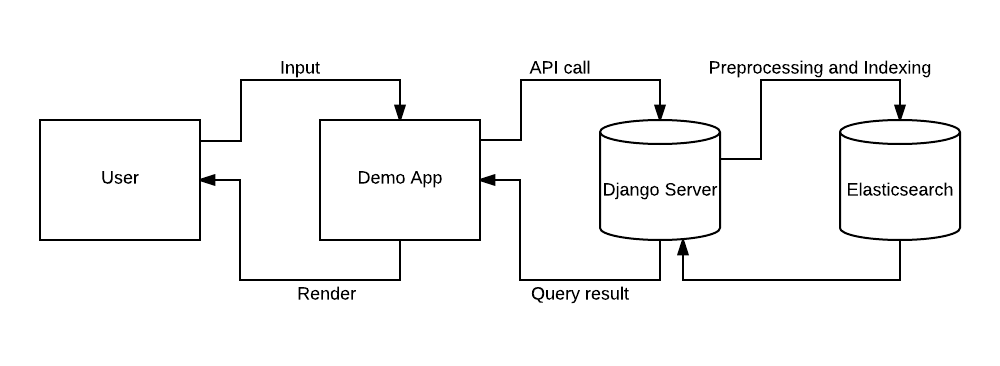 Input
API call
Preprocessing and Indexing
User
Demo App
Django Server
Elasticsearch
Render
Query result